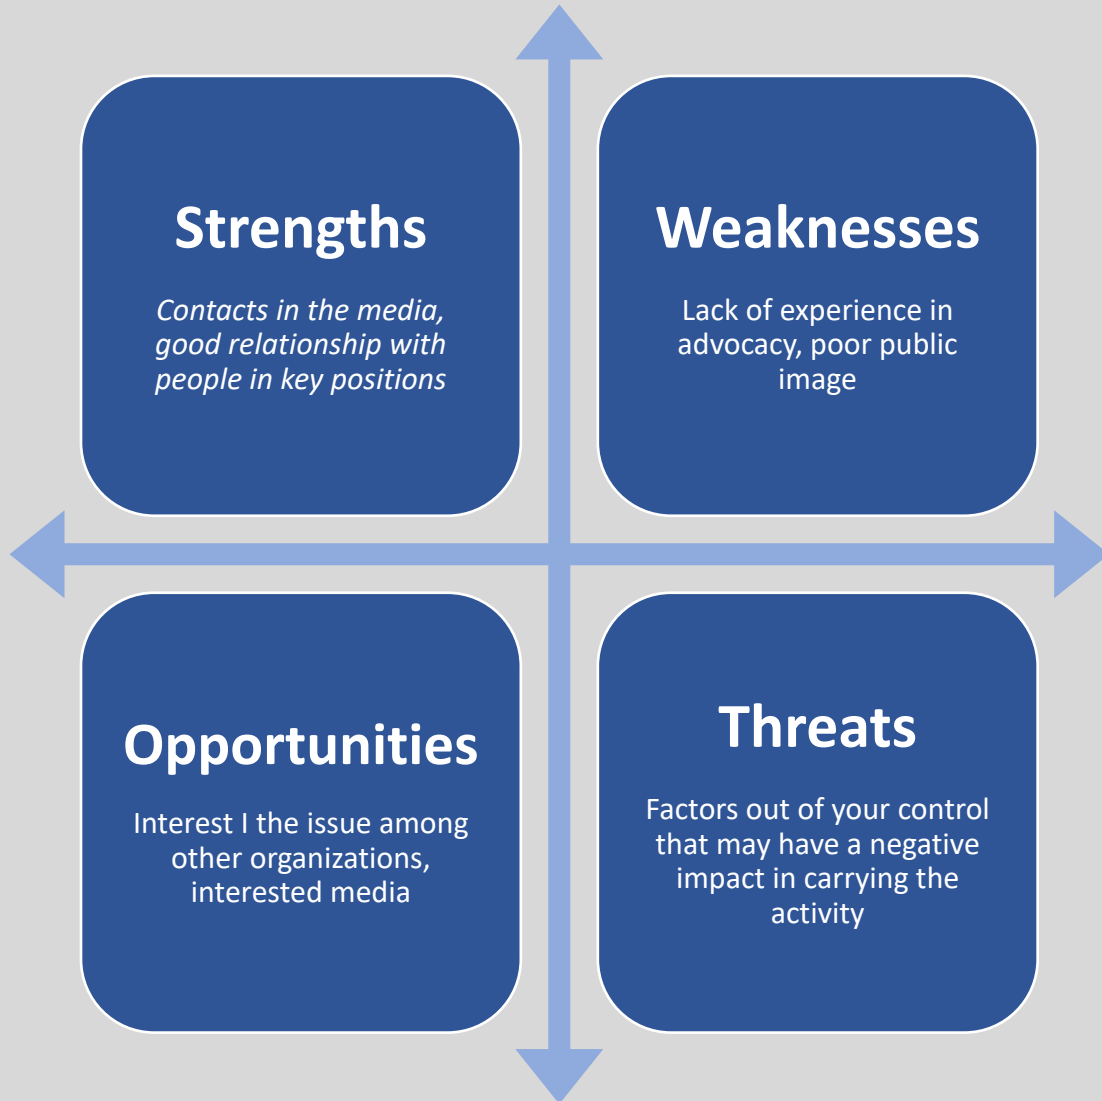 Strengths
Contacts in the media,
good relationship with
people in key positions
Weaknesses
Lack of experience in
advocacy, poor public
image
Opportunities
Interest I the issue among
other organizations,
interested media
Threats
Factors out of your control
that may have a negative
impact in carrying the
activity